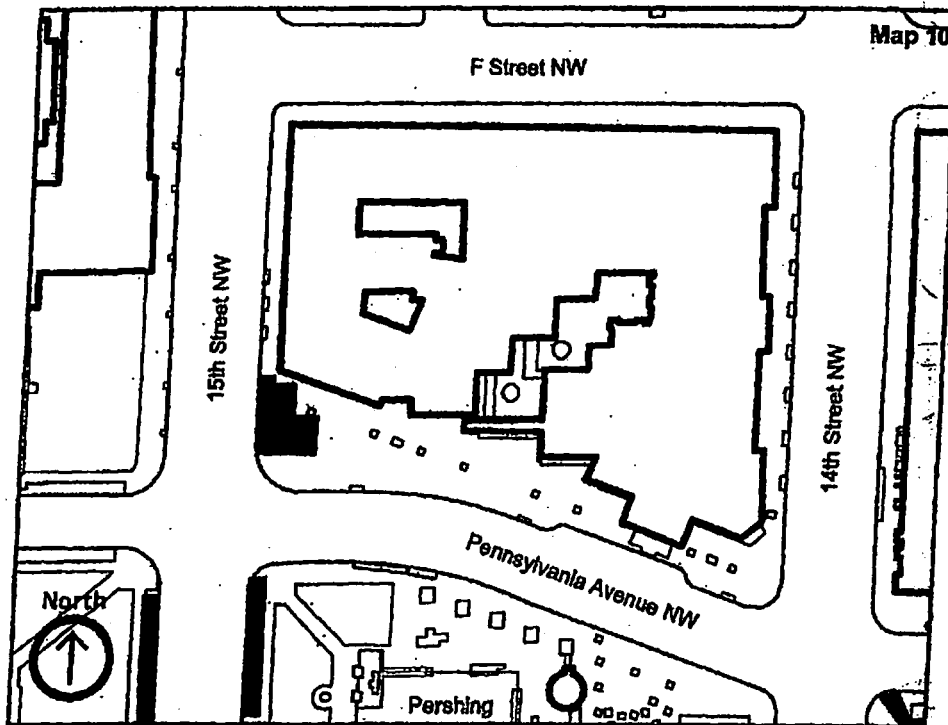 Map 10
F Street NW
15th Street NW
14th Street NW
Pennsylvania Avenue NW
North
Pershing